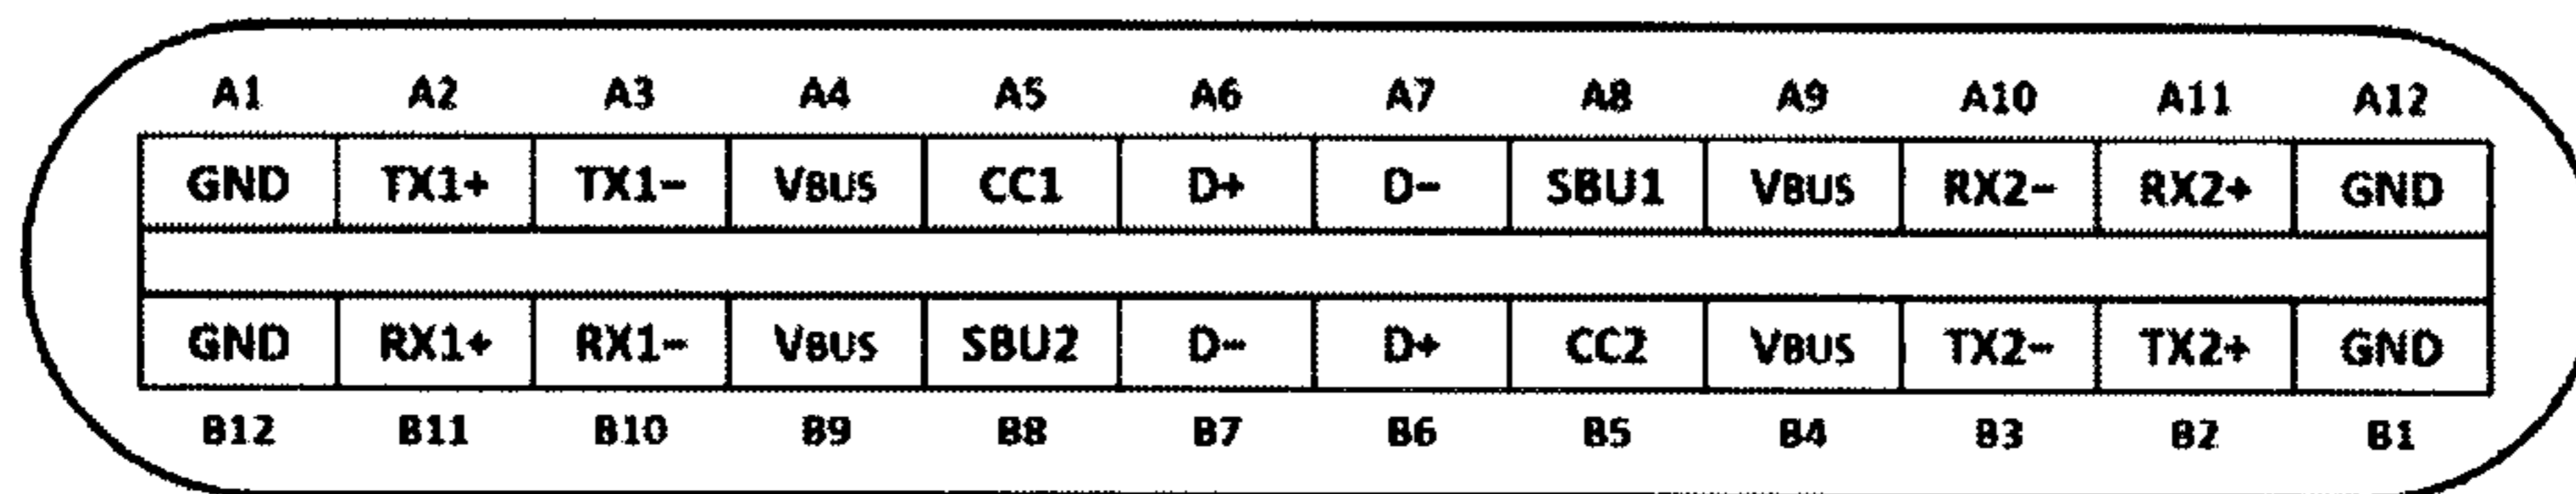 A1 A2 A3 A4 A5 A6 A7 A8 A9 A10 A11 A12
GND TX1+ TX1− VBUS CC1 D+ D− SBU1 VBUS RX2− RX2+ GND
GND RX1+ RX1− VBUS SBU2 D− D+ CC2 VBUS TX2− TX2+ GND
B12 B11 B10 B9 B8 B7 B6 B5 B4 B3 B2 B1